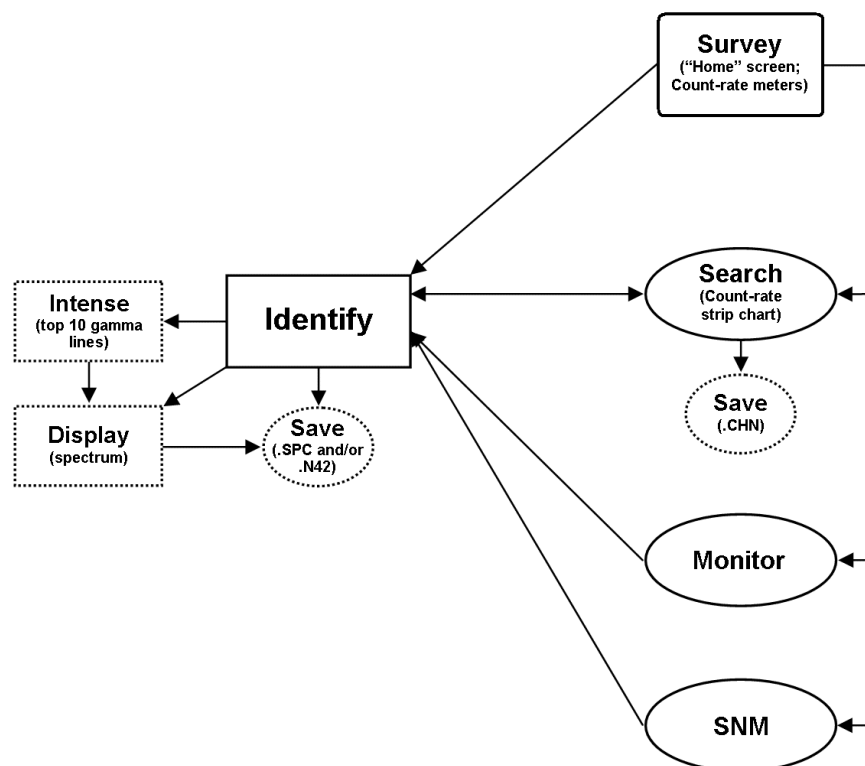 Survey
(“Home” screen;
Count-rate meters)
Search
(Count-rate
strip chart)
Intense
(top 10 gamma
lines)
Identify
Save
(.CHN)
Display
(spectrum)
Save
(.SPC and/or
.N42)
Monitor
SNM